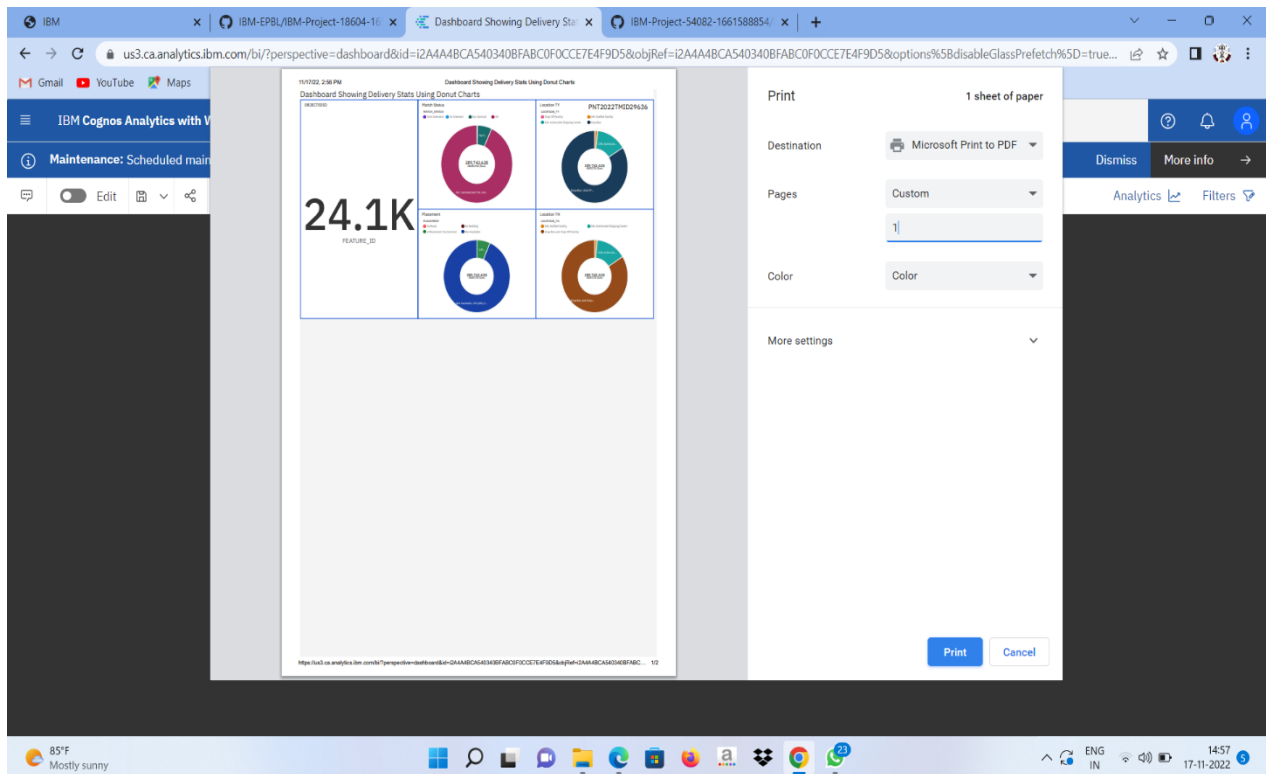 IBM
IBM-EPBL/IBM-Project-18604-16
Dashboard Showing Delivery Sta
IBM-Project-54082-1661588854/
us3.ca.analytics.ibm.com/bi/?perspective=dashboard&id=i2A4A4BCA540340BFABC0F0CCE7E4F9D5&objRef=i2A4A4BCA540340BFABC0F0CCE7E4F9D5&options%5BdisableGlassPrefetch%5D=true...
Gmail
YouTube
Maps
IBM Cognos Analytics with W
Maintenance: Scheduled main
Dismiss
More info
Edit
Analytics
Filters
11/17/22, 2:56 PM
Dashboard Showing Delivery Stats Using Donut Charts
Dashboard Showing Delivery Stats Using Donut Charts
OBJECTID(S)
Match Status
Location TY
PNT2022TMID29636
24.1K
FEATURE_ID
Placement
Location TH
1/2
Print
1 sheet of paper
Destination
Microsoft Print to PDF
Pages
Custom
1
Color
Color
More settings
Print
Cancel
85°F
Mostly sunny
23
ENG
IN
14:57
17-11-2022
5